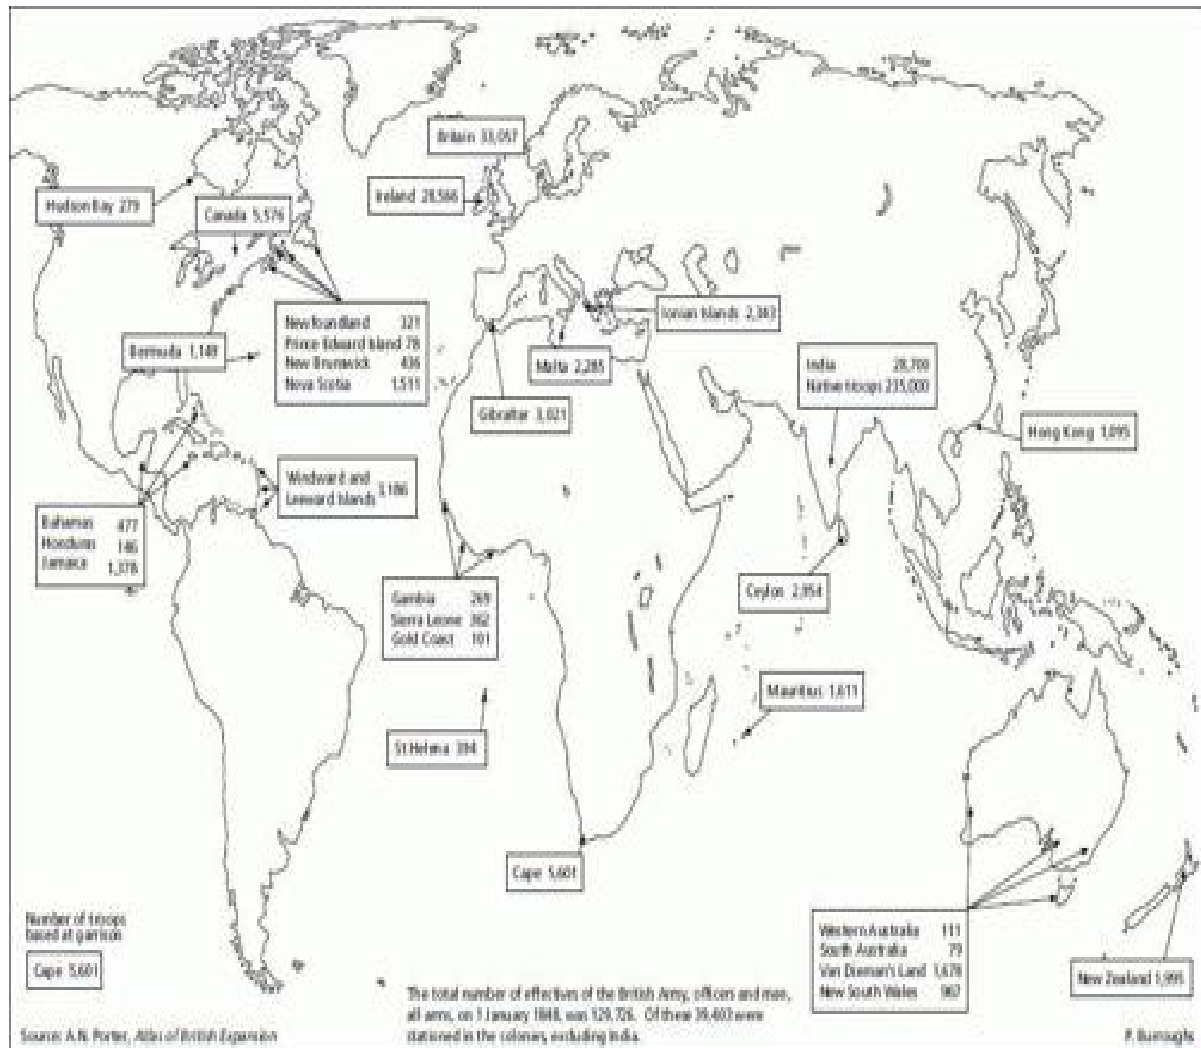 Britain 33,057
Ireland 28,566
Hudson Bay 279
Canada 5,576
Newfoundland 321
Prince Edward Island 78
New Brunswick 436
Nova Scotia 1,511
Bermuda 1,149
Ionian Islands 2,343
Malta 2,285
Gibraltar 3,021
India 28,709
Native troops 235,000
Hong Kong 1,095
Windward and
Leeward Islands 3,186
Bahamas 477
Honduras 146
Jamaica 1,378
Gambia 269
Sierra Leone 362
Gold Coast 101
Ceylon 2,954
Mauritius 1,611
St Helena 394
Cape 5,601
Western Australia 111
South Australia 79
Van Dieman's Land 1,678
New South Wales 967
New Zealand 1,995
Number of troops
based at garrison
Cape 5,601
The total number of effectives of the British Army, officers and men,
all arms, on 1 January 1848, was 129,726. Of these 39,403 were
stationed in the colonies, excluding India.
Source: A.N. Porter, Atlas of British Expansion
P. Burroughs